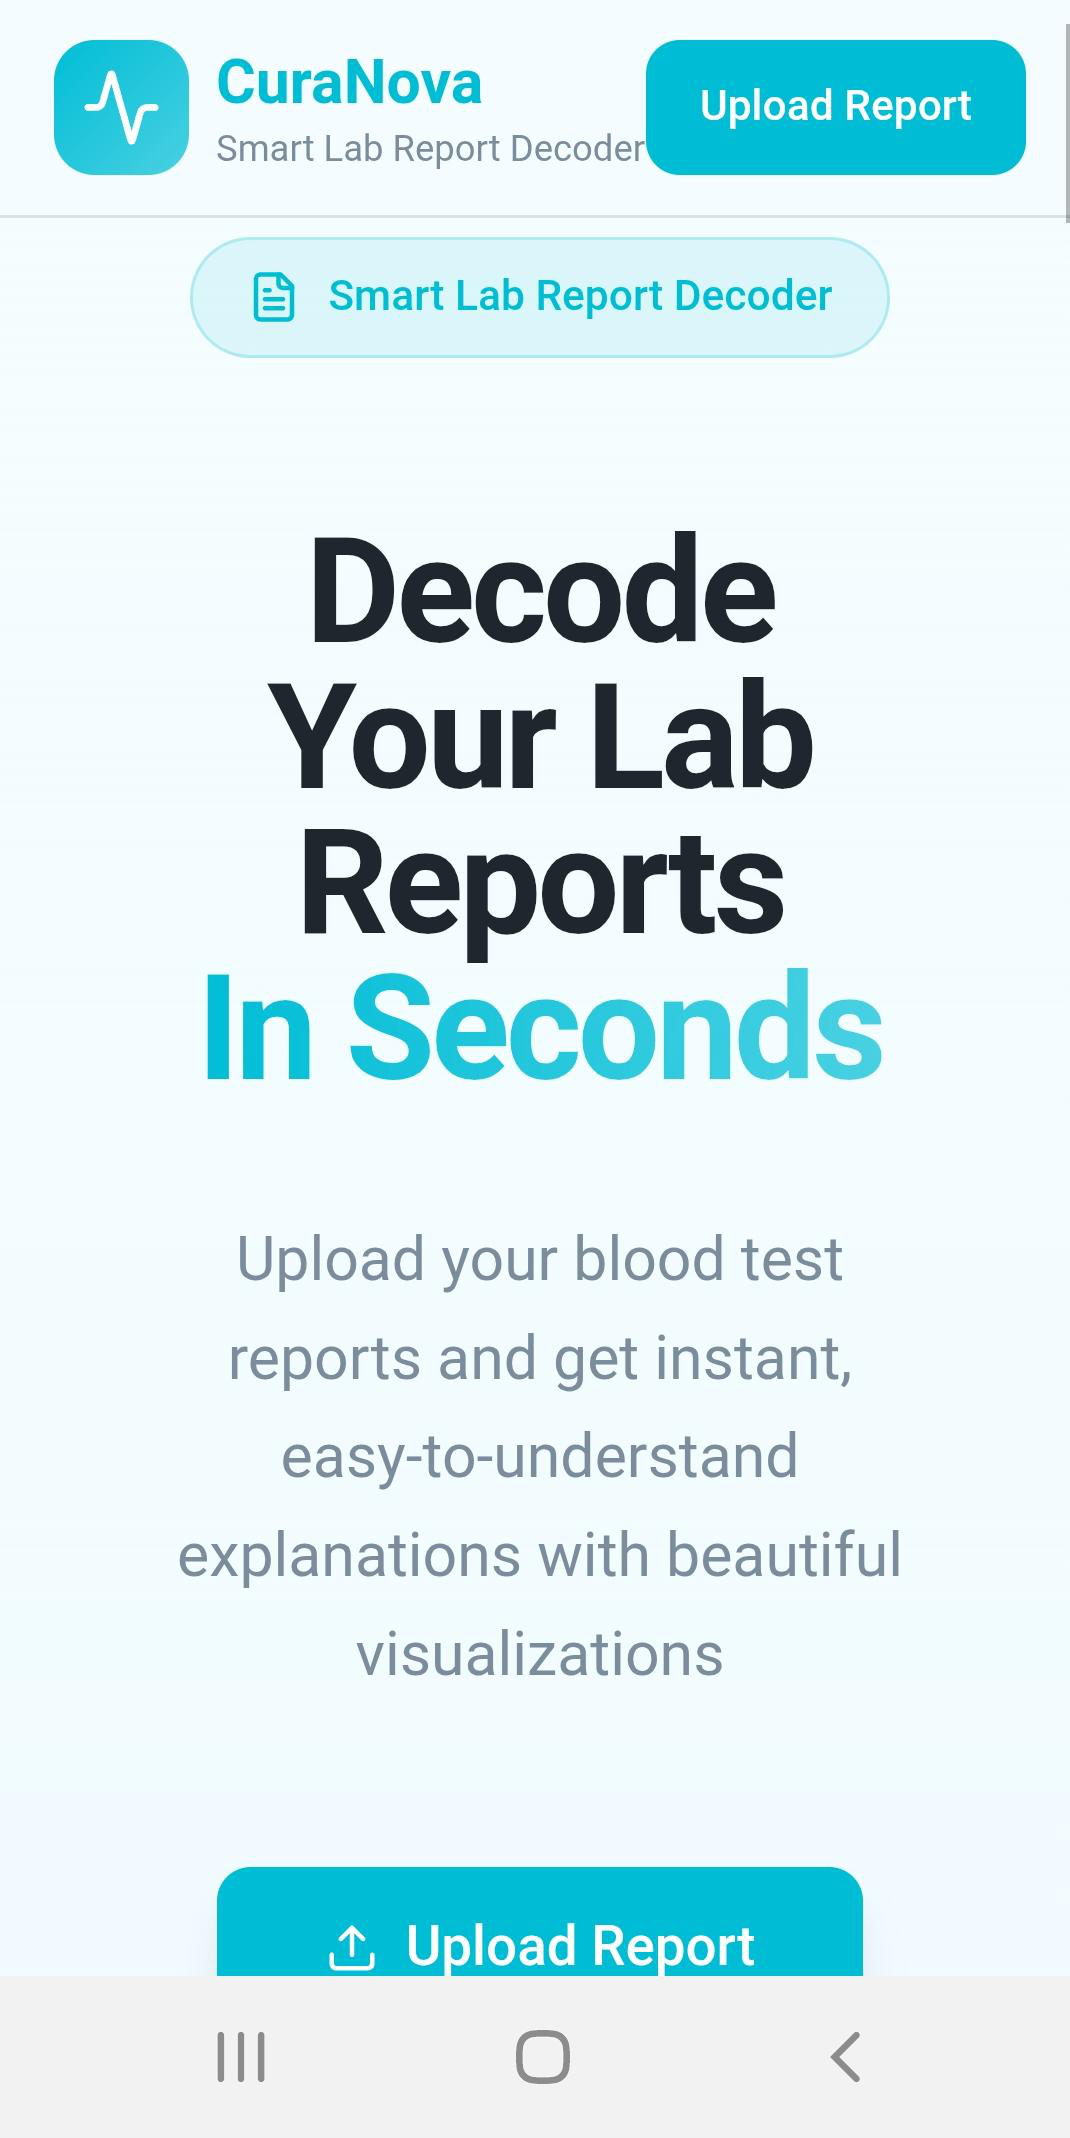 CuraNova
Smart Lab Report Decoder
Upload Report
Smart Lab Report Decoder
Decode
Your Lab
Reports
In Seconds
Upload your blood test
reports and get instant,
easy-to-understand
explanations with beautiful
visualizations
Upload Report